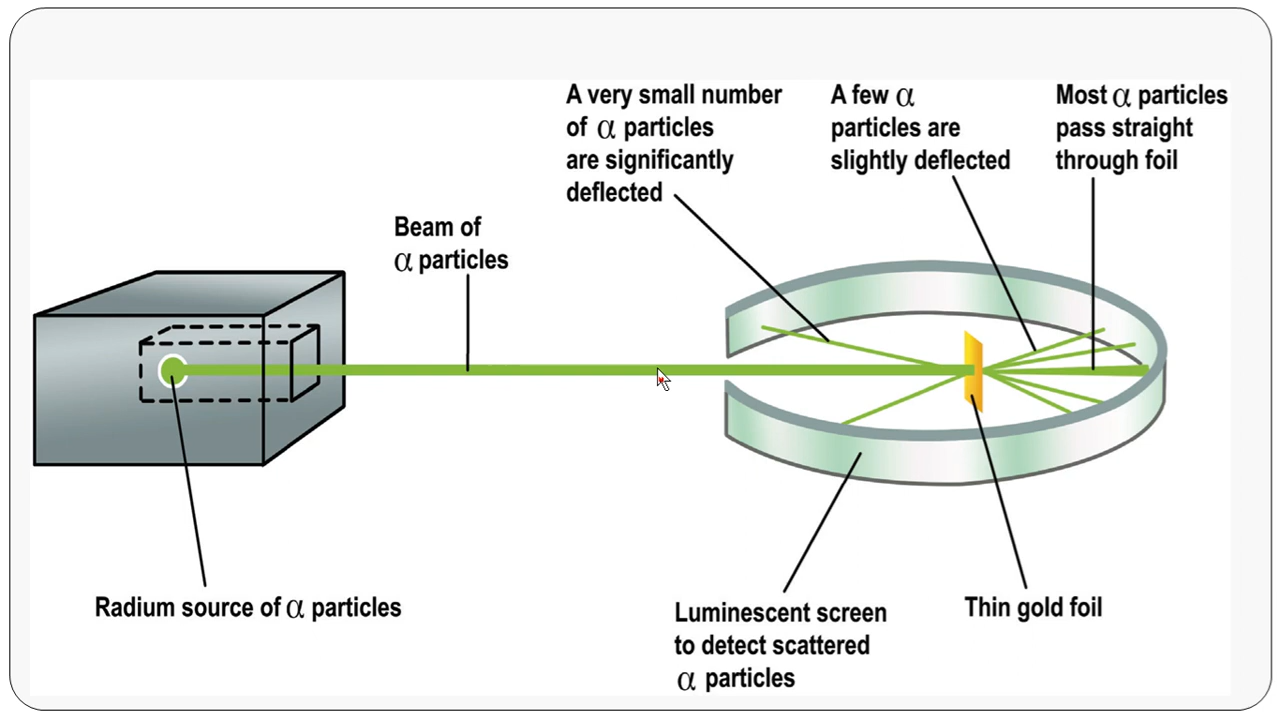 A very small number
of α particles
are significantly
deflected
A few α
particles are
slightly deflected
Most α particles
pass straight
through foil
Beam of
α particles
Radium source of α particles
Luminescent screen
to detect scattered
α particles
Thin gold foil